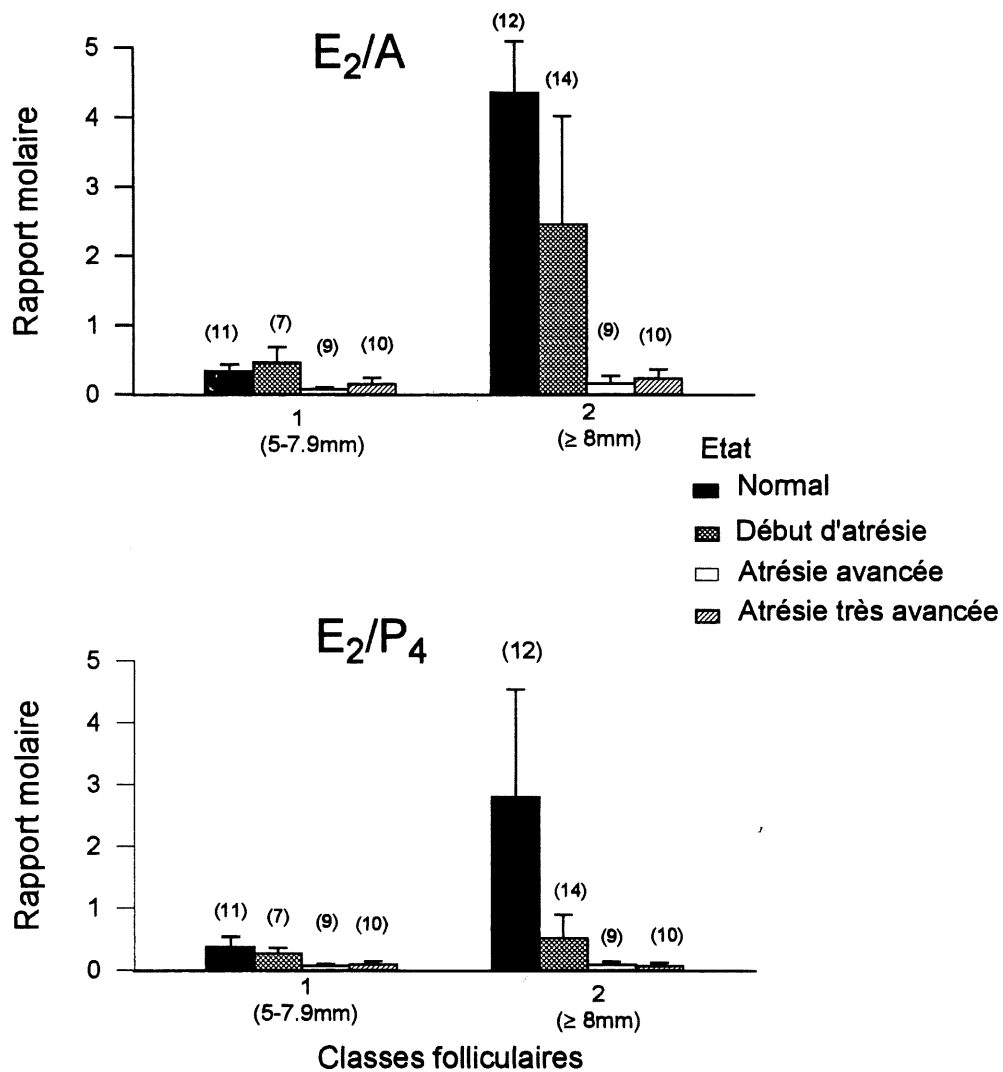 E₂/A
Rapport molaire
5
4
3
2
1
0
(11)
(7)
(9)
(10)
(12)
(14)
(9)
(10)
1
(5-7.9mm)
2
(≥ 8mm)
Etat
Normal
Début d'atrésie
Atrésie avancée
Atrésie très avancée
E₂/P₄
Rapport molaire
5
4
3
2
1
0
(11)
(7)
(9)
(10)
(12)
(14)
(9)
(10)
1
(5-7.9mm)
2
(≥ 8mm)
Classes folliculaires